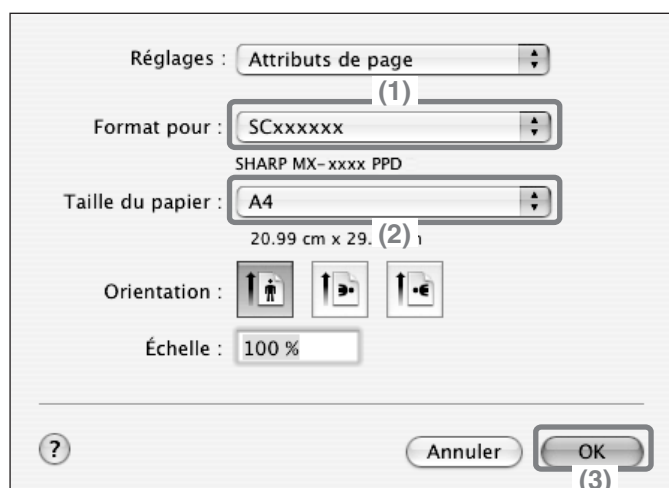 Réglages : Attributs de page
(1)
Format pour : SCxxxxxx
SHARP MX-xxxx PPD
Taille du papier : A4
20.99 cm x 29. (2)
Orientation :
Échelle : 100 %
? Annuler OK
(3)